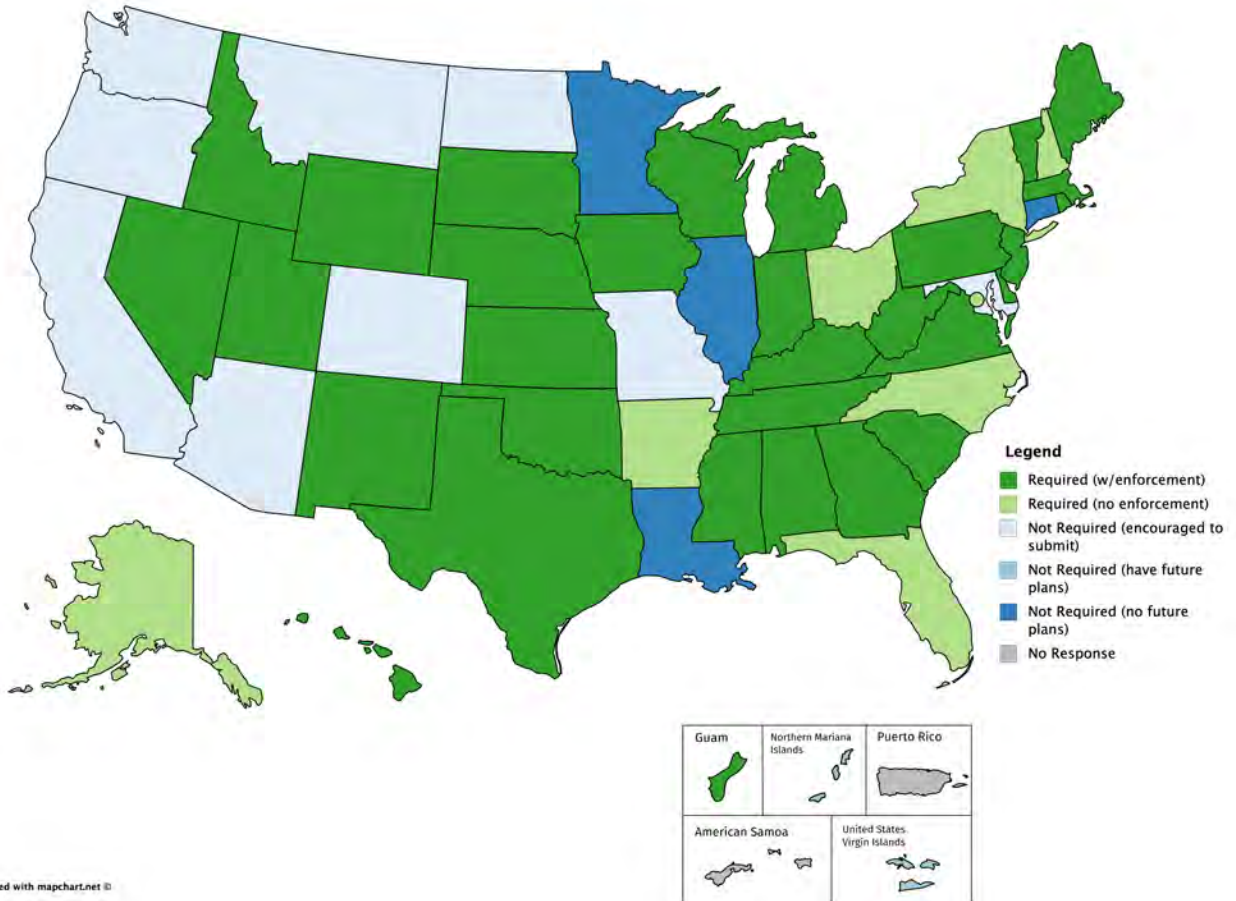 Legend
Required (w/enforcement)
Required (no enforcement)
Not Required (encouraged to
submit)
Not Required (have future
plans)
Not Required (no future
plans)
No Response
Guam
Northern Mariana
Islands
Puerto Rico
American Samoa
United States
Virgin Islands
ed with mapchart.net ©